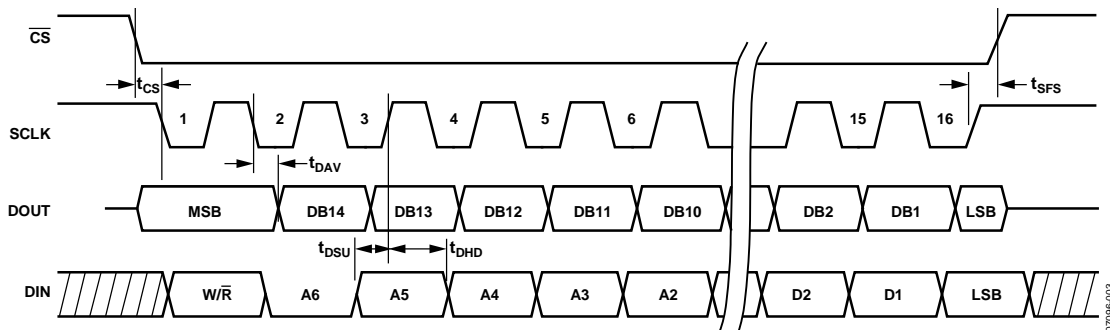 CS
tCS
tSFS
SCLK 1 2 3 4 5 6 15 16
tDAV
DOUT MSB DB14 DB13 DB12 DB11 DB10 DB2 DB1 LSB
tDSU tDHD
DIN W/R A6 A5 A4 A3 A2 D2 D1 LSB